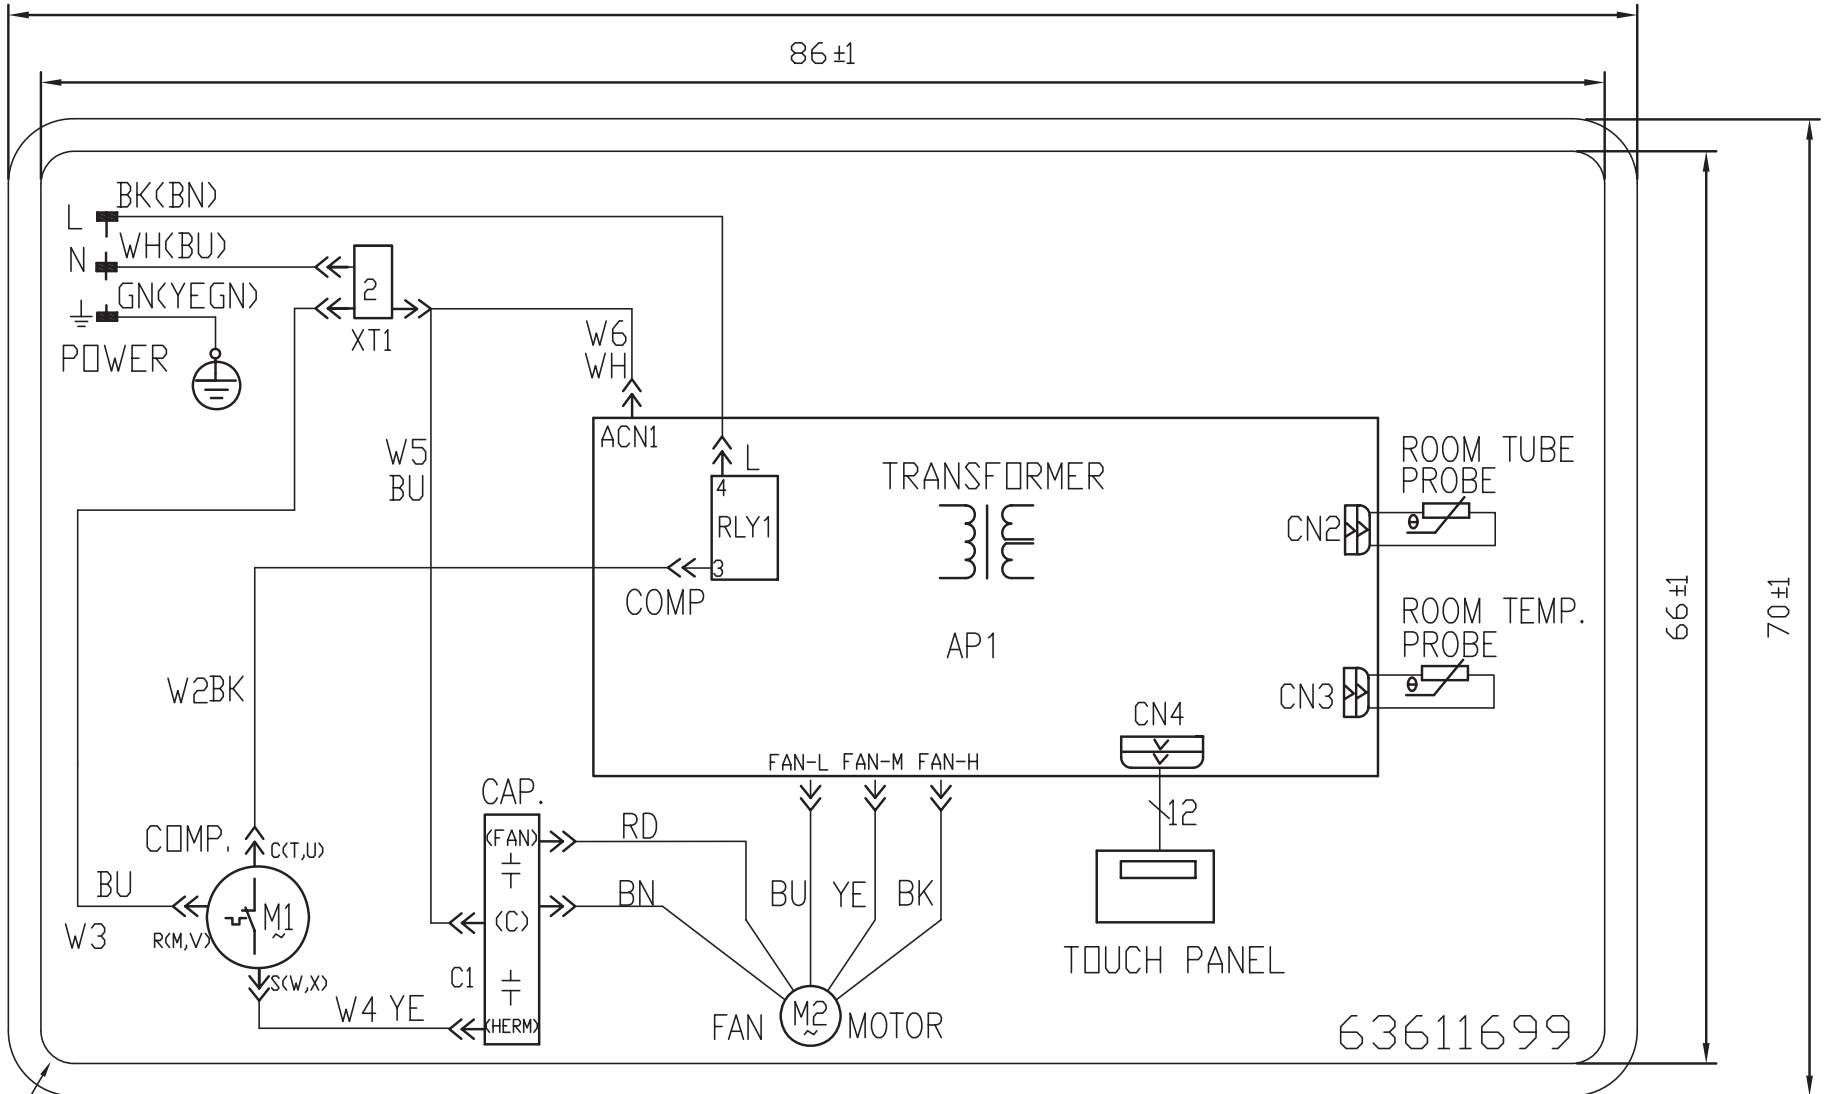 86±1
BK(BN)
L
WH(BU)
N
GN(YEGN)
POWER
2
XT1
W6
WH
W5
BU
ACN1
L
4
RLY1
3
COMP
TRANSFORMER
AP1
CN2
ROOM TUBE
PROBE
ROOM TEMP.
PROBE
CN3
CN4
66±1
70±1
W2BK
FAN-L FAN-M FAN-H
12
TOUCH PANEL
CAP.
(FAN)
(C)
C1
(HERM)
RD
BN
BU YE BK
COMP.
C(T,U)
BU
W3
M1
~
R(M,V)
S(W,X)
W4 YE
FAN
M2
~
MOTOR
63611699
θ
θ